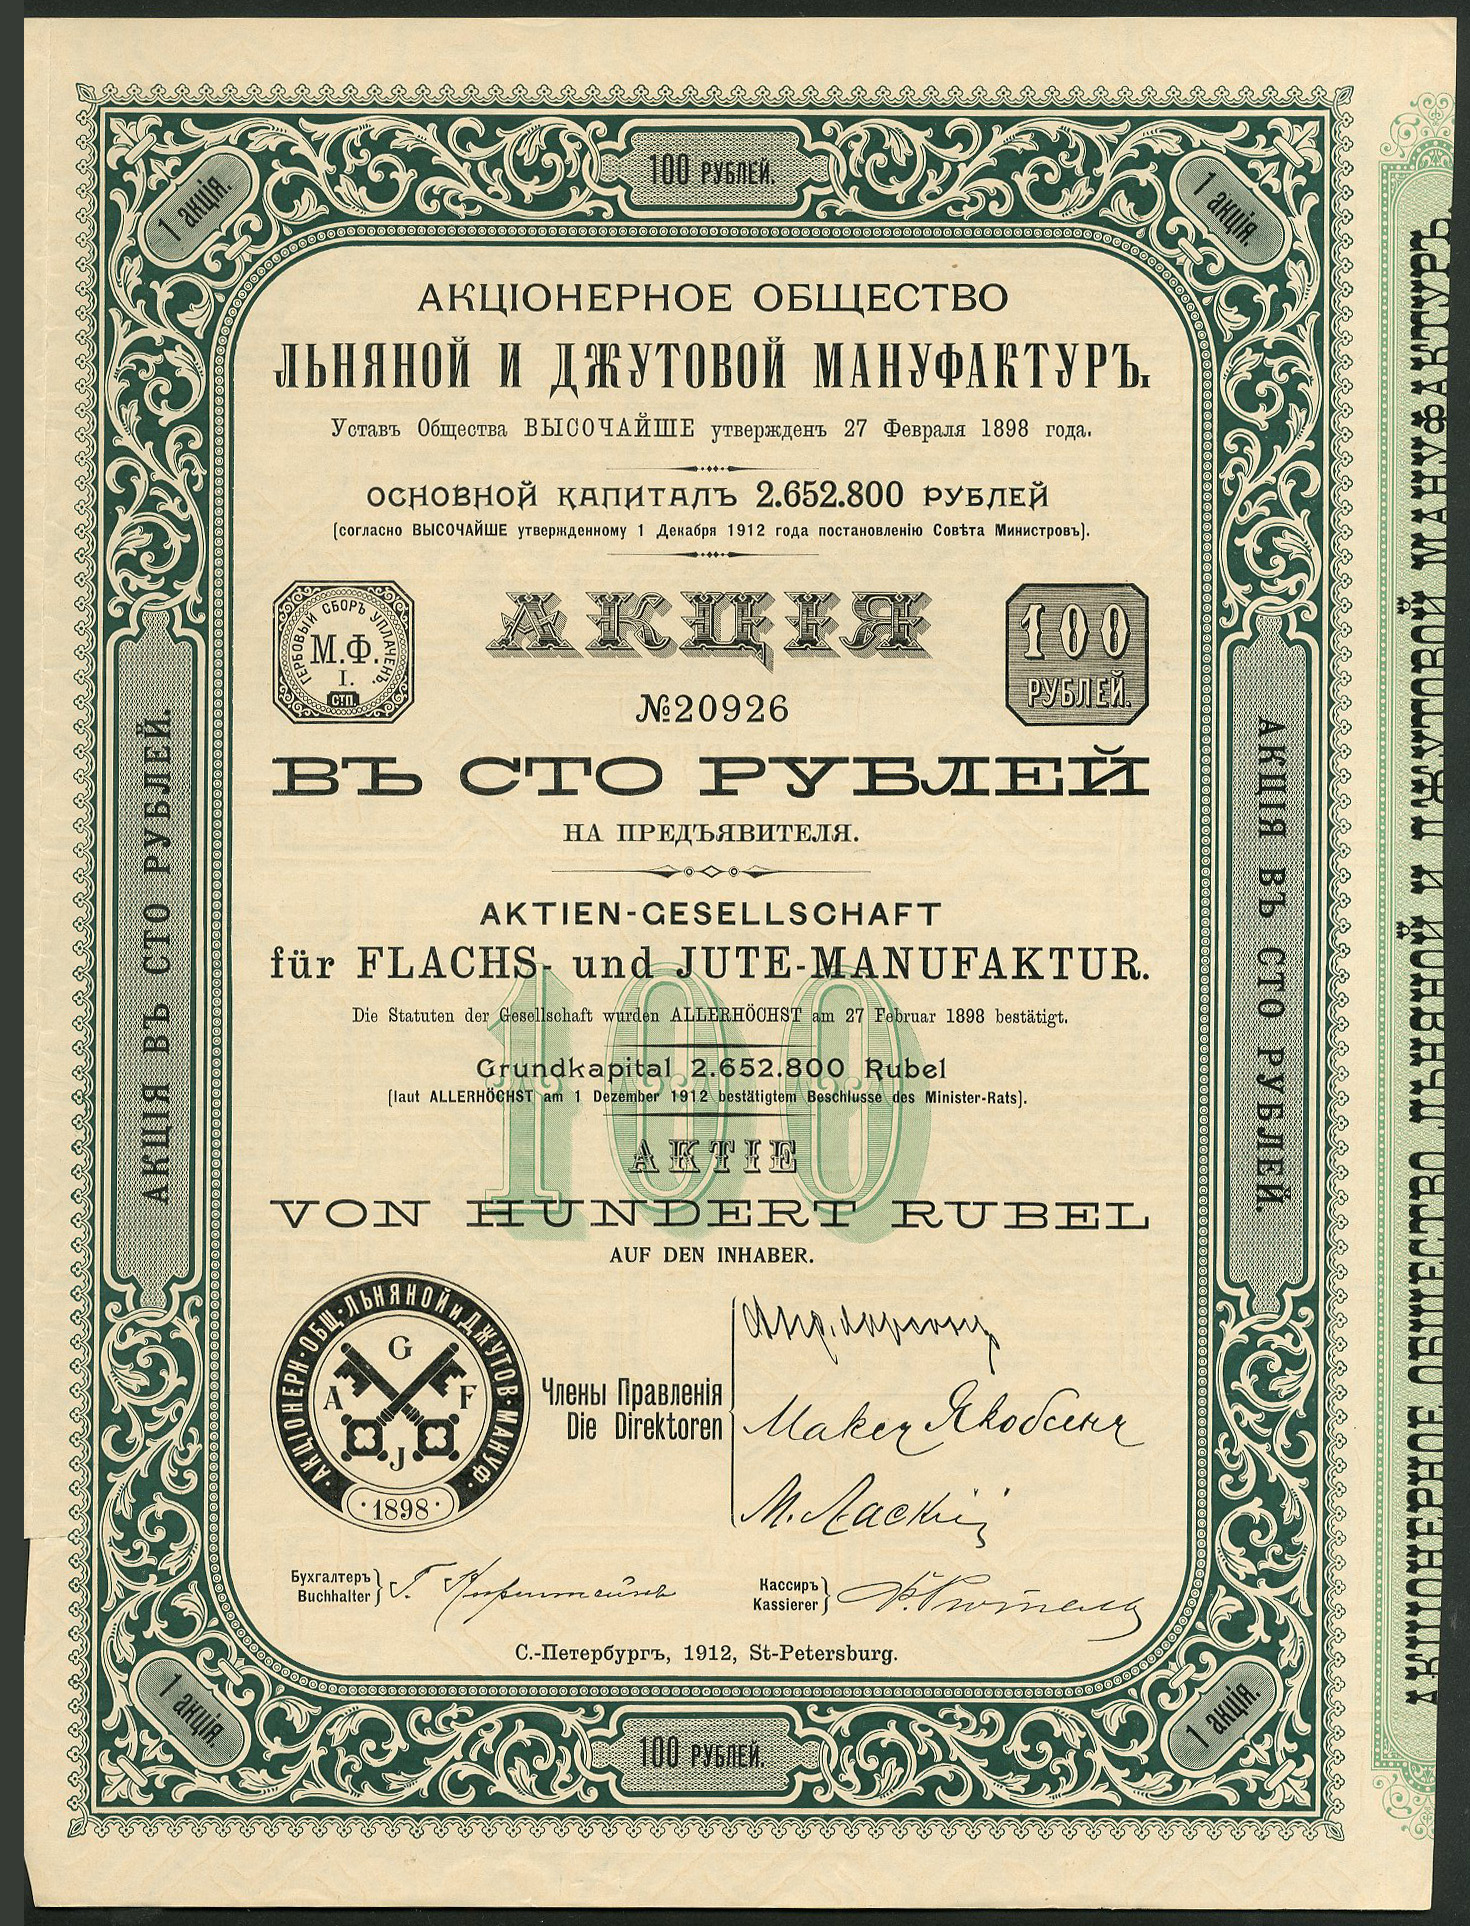 100 РУБЛЕЙ.
1 акція.
1 акція.
АКЦІОНЕРНОЕ ОБЩЕСТВО
ЛЬНЯНОЙ И ДЖУТОВОЙ МАНУФАКТУРЪ,
Уставъ Общества ВЫСОЧАЙШЕ утвержденъ 27 Февраля 1898 года.
ОСНОВНОЙ КАПИТАЛЪ 2.652.800 РУБЛЕЙ
(согласно ВЫСОЧАЙШЕ утвержденному 1 Декабря 1912 года постановленію Совѣта Министровъ).
ГЕРБОВЫЙ СБОРЪ УПЛАЧЕНЪ.
М.Ф.
I.
СТП.
АКЦІЯ
100
РУБЛЕЙ.
№20926
ВЪ СТО РУБЛЕЙ
НА ПРЕДЪЯВИТЕЛЯ.
AKTIEN-GESELLSCHAFT
für FLACHS- und JUTE-MANUFAKTUR.
Die Statuten der Gesellschaft wurden ALLERHÖCHST am 27 Februar 1898 bestätigt.
Grundkapital 2.652.800 Rubel
(laut ALLERHÖCHST am 1 Dezember 1912 bestätigtem Beschlusse des Minister-Rats).
100
AKTIE
VON HUNDERT RUBEL
AUF DEN INHABER.
АКЦІОНЕРН·ОБЩ·ЛЬНЯНОЙ и ДЖУТОВ·МАНУФ·
G
A F
J
·1898·
Члены Правленія
Die Direktoren
Максъ Якобсенъ
М. Ласкій
Бухгалтеръ
Buchhalter
Кассиръ
Kassierer
С.-Петербургъ, 1912, St-Petersburg.
1 акція.
1 акція.
100 РУБЛЕЙ.
АКЦІЯ ВЪ СТО РУБЛЕЙ.
АКЦІЯ ВЪ СТО РУБЛЕЙ.
АКЦІОНЕРНОЕ ОБЩЕСТВО ЛЬНЯНОЙ И ДЖУТОВОЙ МАНУФАКТУРЪ